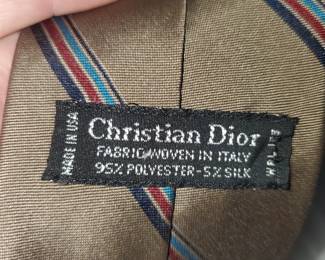 MADE IN USA
Christian Dior
FABRIC WOVEN IN ITALY
95% POLYESTER-5% SILK